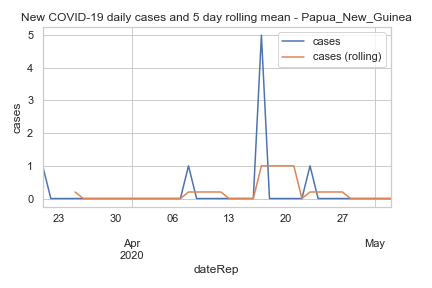 New COVID-19 daily cases and 5 day rolling mean - Papua_New_Guinea
cases
cases (rolling)
5
4
3
2
1
0
cases
23 30 06 13 20 27
Apr May
2020
dateRep